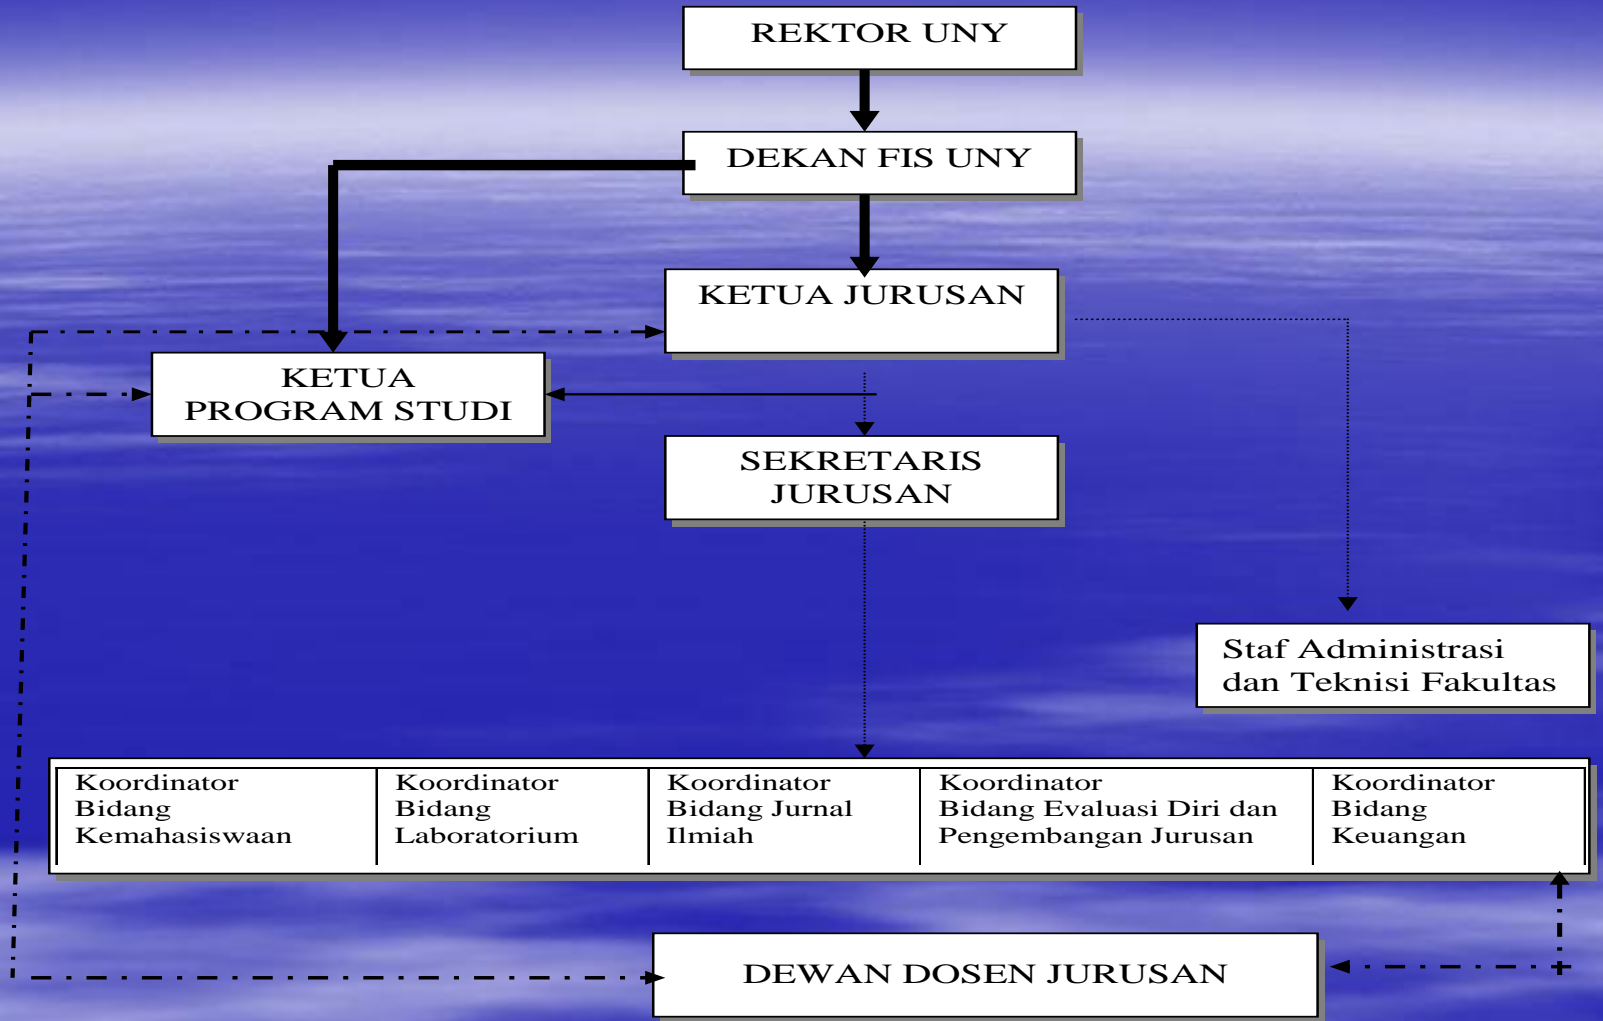 REKTOR UNY
DEKAN FIS UNY
KETUA JURUSAN
KETUA
PROGRAM STUDI
SEKRETARIS
JURUSAN
Staf Administrasi
dan Teknisi Fakultas
Koordinator
Bidang
Kemahasiswaan
Koordinator
Bidang
Laboratorium
Koordinator
Bidang Jurnal
Ilmiah
Koordinator
Bidang Evaluasi Diri dan
Pengembangan Jurusan
Koordinator
Bidang
Keuangan
DEWAN DOSEN JURUSAN